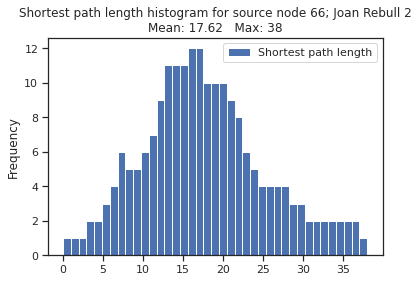 Shortest path length histogram for source node 66; Joan Rebull 2
Mean: 17.62 Max: 38
Shortest path length
Frequency
12
10
8
6
4
2
0
0 5 10 15 20 25 30 35